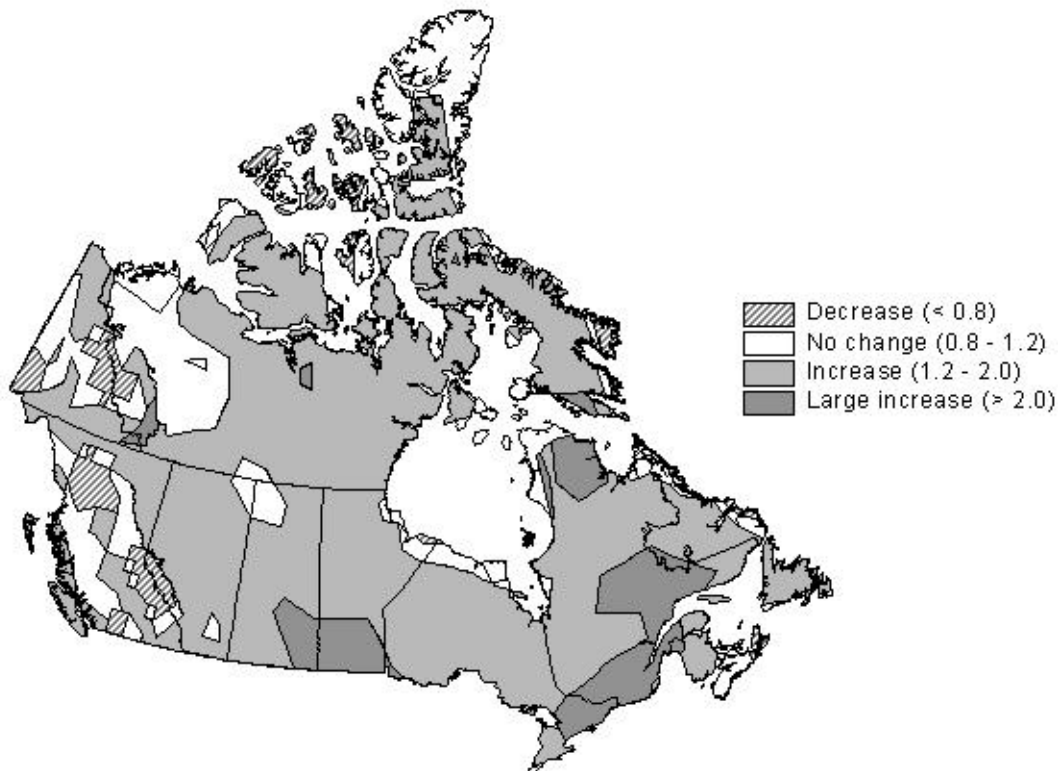 Decrease (< 0.8)
No change (0.8 - 1.2)
Increase (1.2 - 2.0)
Large increase (> 2.0)